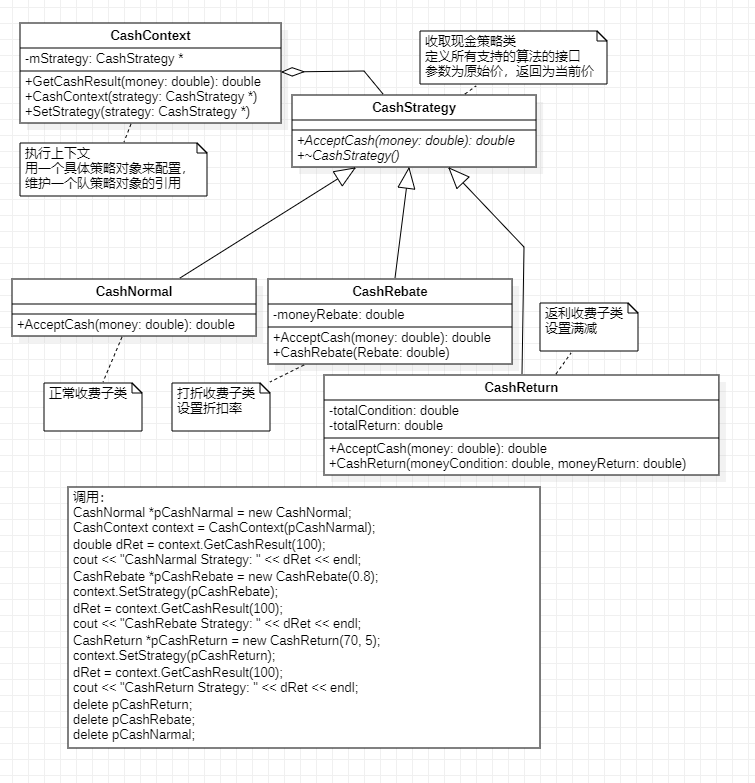 CashContext
-mStrategy: CashStrategy *
+GetCashResult(money: double): double
+CashContext(strategy: CashStrategy *)
+SetStrategy(strategy: CashStrategy *)
收取现金策略类
定义所有支持的算法的接口
参数为原始价，返回为当前价
CashStrategy
+AcceptCash(money: double): double
+~CashStrategy()
执行上下文
用一个具体策略对象来配置，
维护一个队策略对象的引用
CashNormal
+AcceptCash(money: double): double
CashRebate
-moneyRebate: double
+AcceptCash(money: double): double
+CashRebate(Rebate: double)
返利收费子类
设置满减
正常收费子类
打折收费子类
设置折扣率
CashReturn
-totalCondition: double
-totalReturn: double
+AcceptCash(money: double): double
+CashReturn(moneyCondition: double, moneyReturn: double)
调用：
CashNormal *pCashNarmal = new CashNormal;
CashContext context = CashContext(pCashNarmal);
double dRet = context.GetCashResult(100);
cout << "CashNarmal Strategy: " << dRet << endl;
CashRebate *pCashRebate = new CashRebate(0.8);
context.SetStrategy(pCashRebate);
dRet = context.GetCashResult(100);
cout << "CashRebate Strategy: " << dRet << endl;
CashReturn *pCashReturn = new CashReturn(70, 5);
context.SetStrategy(pCashReturn);
dRet = context.GetCashResult(100);
cout << "CashReturn Strategy: " << dRet << endl;
delete pCashReturn;
delete pCashRebate;
delete pCashNarmal;